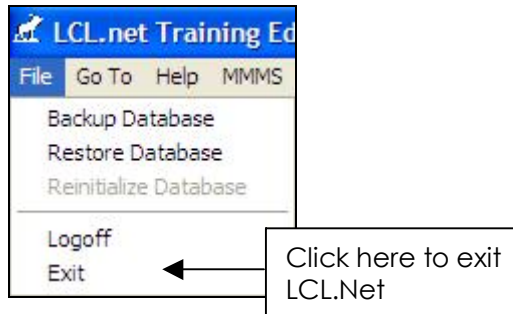 LCL.net Training Ed
File Go To Help MMMS
Backup Database
Restore Database
Reinitialize Database
Logoff
Exit
Click here to exit
LCL.Net